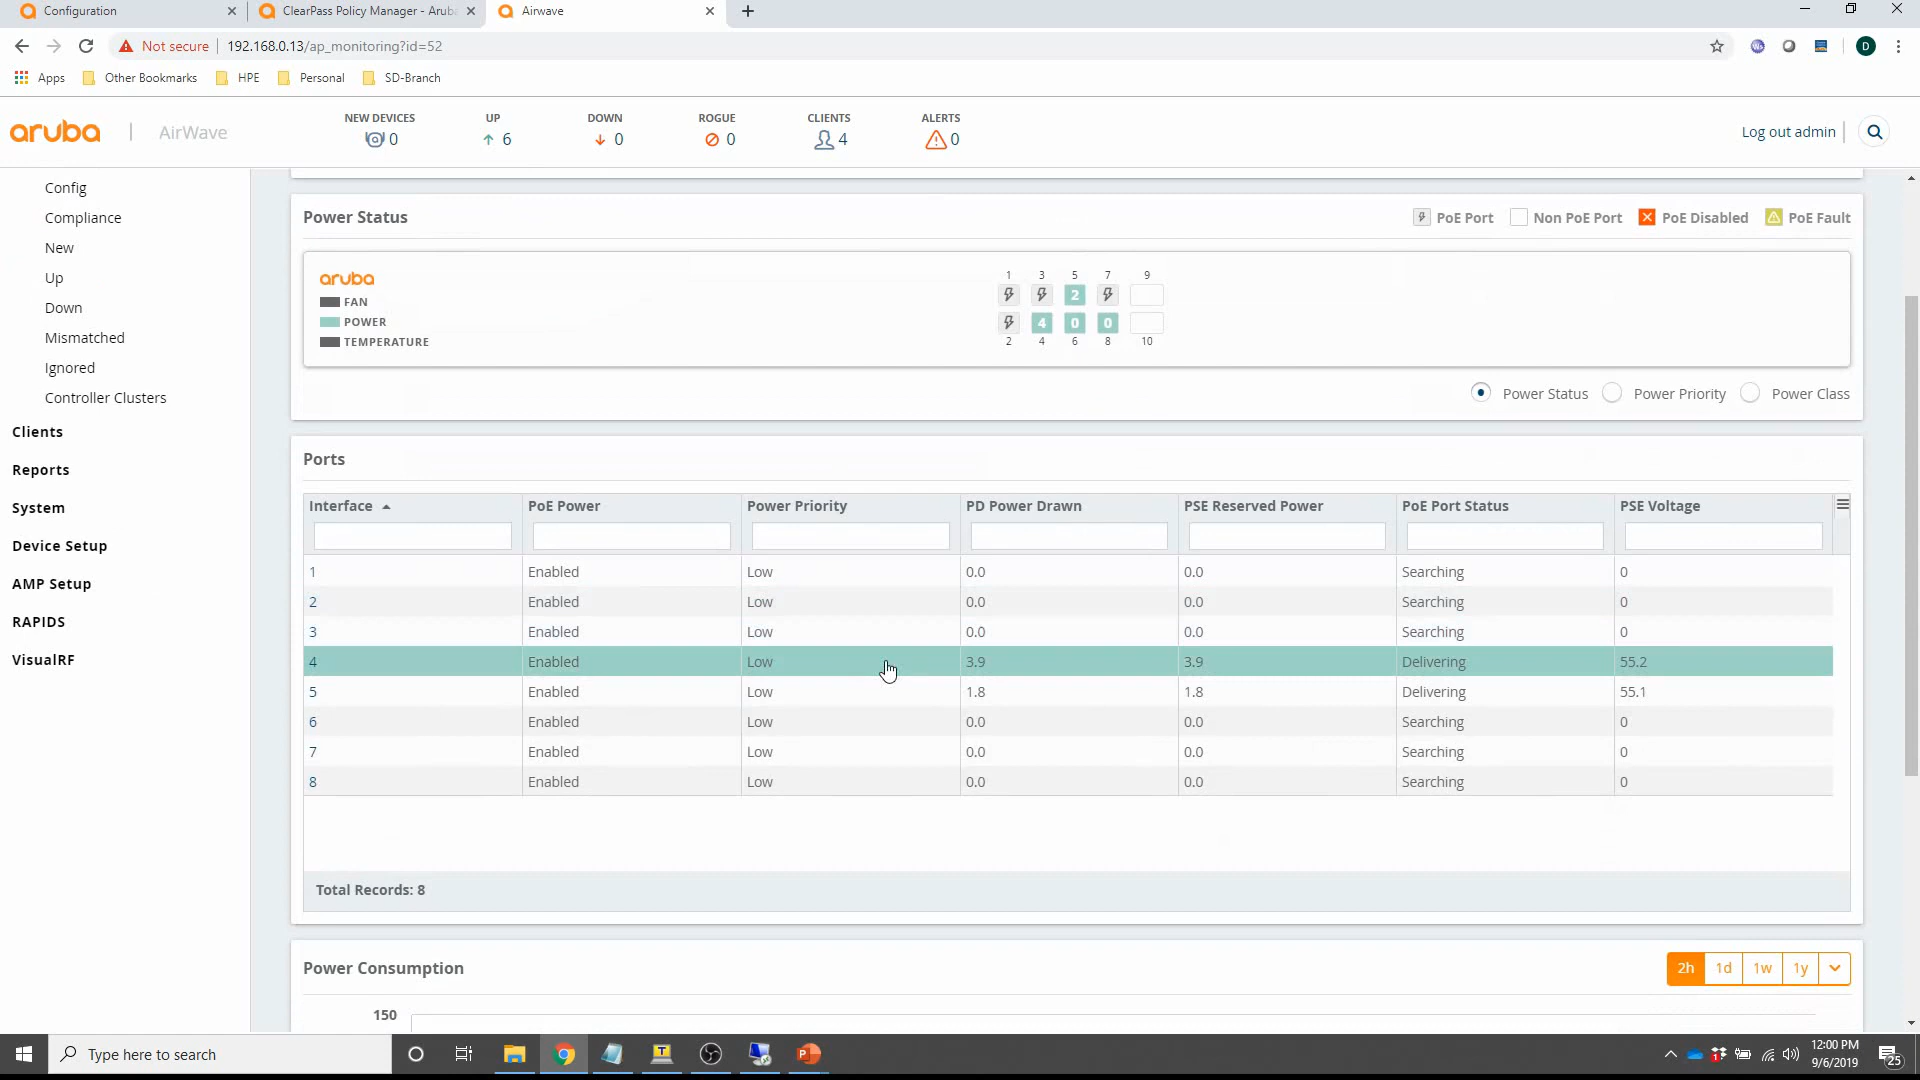 Configuration
ClearPass Policy Manager - Aruba
Airwave
Not secure
192.168.0.13/ap_monitoring?id=52
D
Apps
Other Bookmarks
HPE
Personal
SD-Branch
aruba
AirWave
NEW DEVICES
0
UP
6
DOWN
0
ROGUE
0
CLIENTS
4
ALERTS
0
Log out admin
Config
Compliance
New
Up
Down
Mismatched
Ignored
Controller Clusters
Clients
Reports
System
Device Setup
AMP Setup
RAPIDS
VisualRF
Power Status
PoE Port
Non PoE Port
PoE Disabled
PoE Fault
aruba
FAN
POWER
TEMPERATURE
1 3 5 7 9
2
4 0 0
2 4 6 8 10
Power Status
Power Priority
Power Class
Ports
Interface PoE Power Power Priority PD Power Drawn PSE Reserved Power PoE Port Status PSE Voltage
1 Enabled Low 0.0 0.0 Searching 0
2 Enabled Low 0.0 0.0 Searching 0
3 Enabled Low 0.0 0.0 Searching 0
4 Enabled Low 3.9 3.9 Delivering 55.2
5 Enabled Low 1.8 1.8 Delivering 55.1
6 Enabled Low 0.0 0.0 Searching 0
7 Enabled Low 0.0 0.0 Searching 0
8 Enabled Low 0.0 0.0 Searching 0
Total Records: 8
Power Consumption
2h 1d 1w 1y
150
Type here to search
12:00 PM
9/6/2019
25